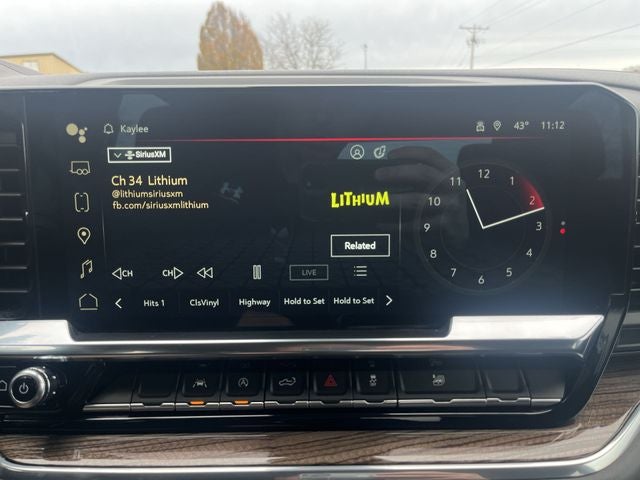 Kaylee
43° 11:12
SiriusXM
Ch 34 Lithium
@lithiumsiriusxm
fb.com/siriusxmlithium
LITHIUM
Related
CH CH LIVE
Hits 1 ClsVinyl Highway Hold to Set Hold to Set
12
1
2
3
4
5
6
7
8
9
10
11